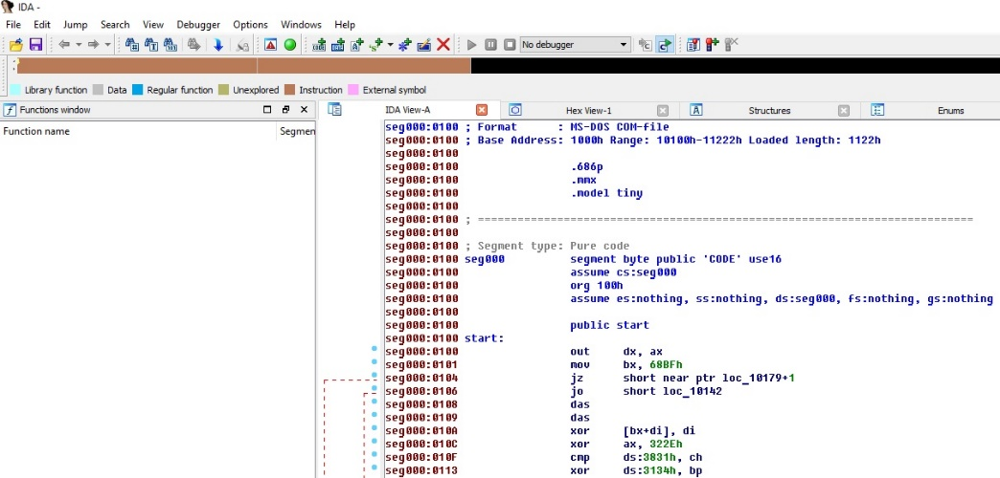 IDA -
File Edit Jump Search View Debugger Options Windows Help
No debugger
Library function Data Regular function Unexplored Instruction External symbol
Functions window
IDA View-A Hex View-1 Structures Enums
Function name Segmen
seg000:0100 ; Format : MS-DOS COM-file
seg000:0100 ; Base Address: 1000h Range: 10100h-11222h Loaded length: 1122h
seg000:0100
seg000:0100 .686p
seg000:0100 .mmx
seg000:0100 .model tiny
seg000:0100
seg000:0100 ; ===========================================================================
seg000:0100
seg000:0100 ; Segment type: Pure code
seg000:0100 seg000 segment byte public 'CODE' use16
seg000:0100 assume cs:seg000
seg000:0100 org 100h
seg000:0100 assume es:nothing, ss:nothing, ds:seg000, fs:nothing, gs:nothing
seg000:0100
seg000:0100 public start
seg000:0100 start:
seg000:0100 out dx, ax
seg000:0101 mov bx, 68BFh
seg000:0104 jz short near ptr loc_10179+1
seg000:0106 jo short loc_10142
seg000:0108 das
seg000:0109 das
seg000:010A xor [bx+di], di
seg000:010C xor ax, 322Eh
seg000:010F cmp ds:3831h, ch
seg000:0113 xor ds:3134h, bp